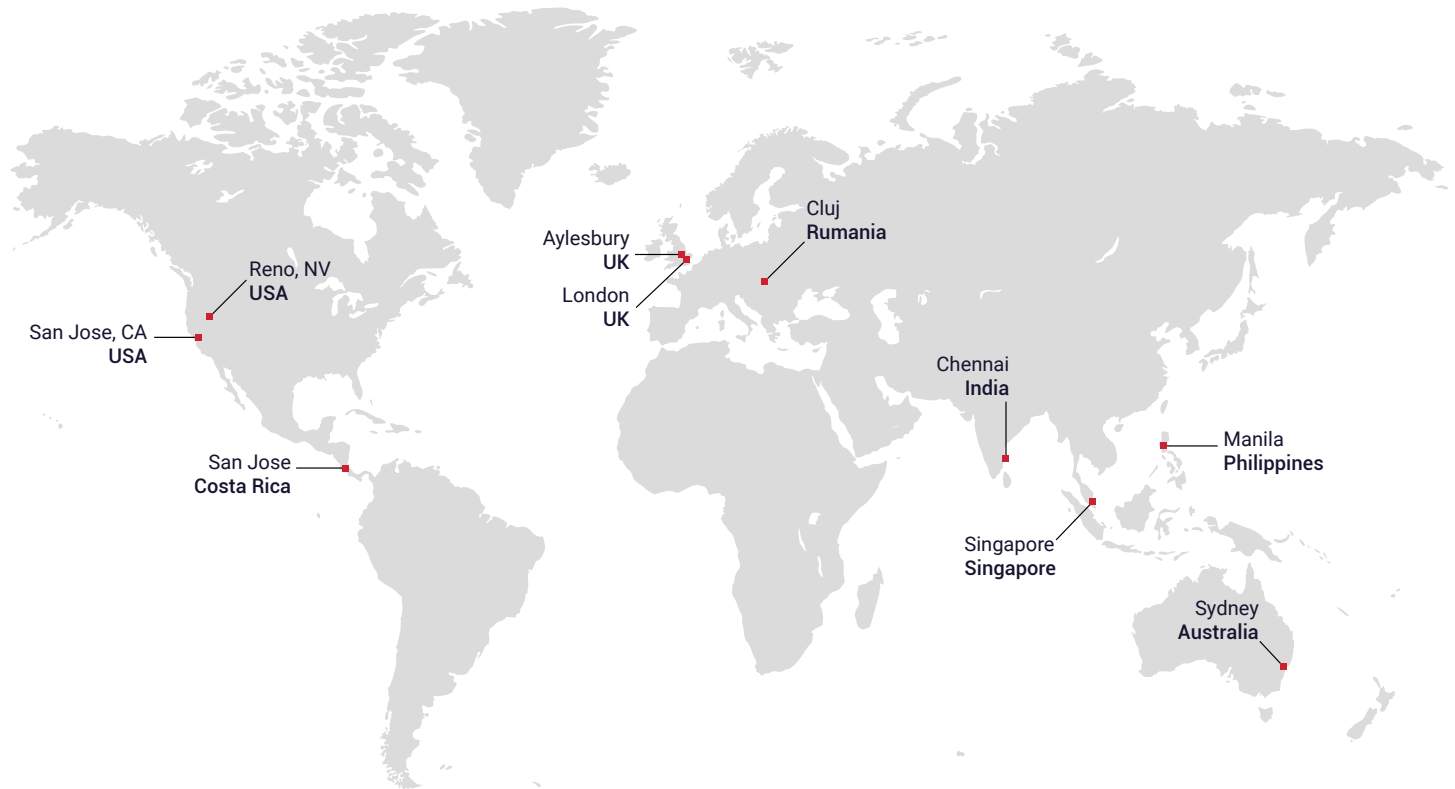 Cluj
Rumania
Aylesbury
UK
Reno, NV
USA
London
UK
San Jose, CA
USA
Chennai
India
Manila
Philippines
San Jose
Costa Rica
Singapore
Singapore
Sydney
Australia